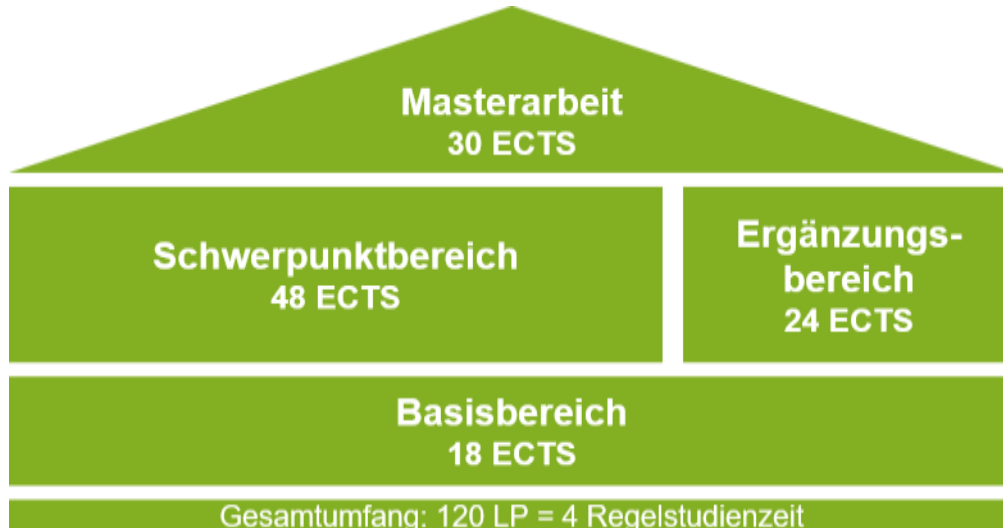 Masterarbeit
30 ECTS
Schwerpunktbereich
48 ECTS
Ergänzungs-
bereich
24 ECTS
Basisbereich
18 ECTS
Gesamtumfang: 120 LP = 4 Regelstudienzeit